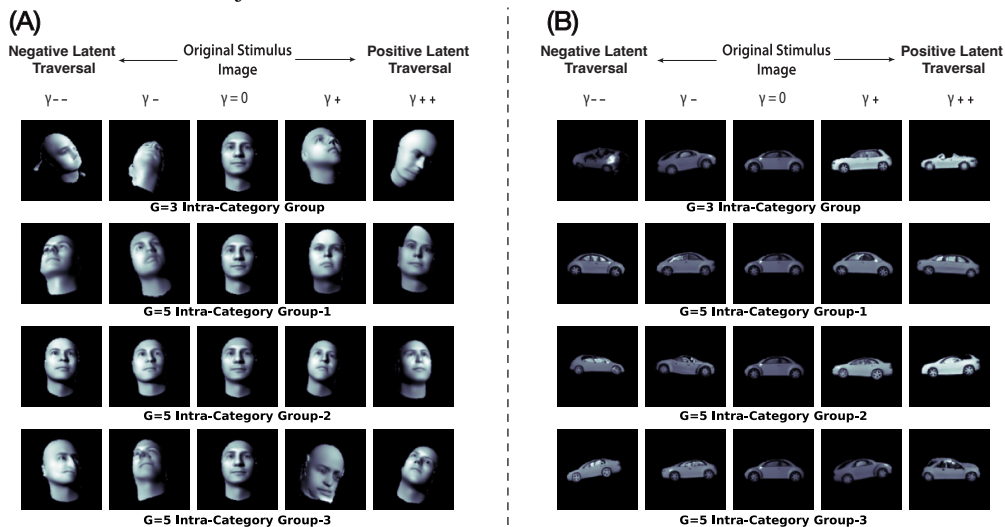 (A)
Negative Latent
Traversal
Original Stimulus
Image
Positive Latent
Traversal
γ-- γ- γ=0 γ+ γ++
G=3 Intra-Category Group
G=5 Intra-Category Group-1
G=5 Intra-Category Group-2
G=5 Intra-Category Group-3
(B)
Negative Latent
Traversal
Original Stimulus
Image
Positive Latent
Traversal
γ-- γ- γ=0 γ+ γ++
G=3 Intra-Category Group
G=5 Intra-Category Group-1
G=5 Intra-Category Group-2
G=5 Intra-Category Group-3